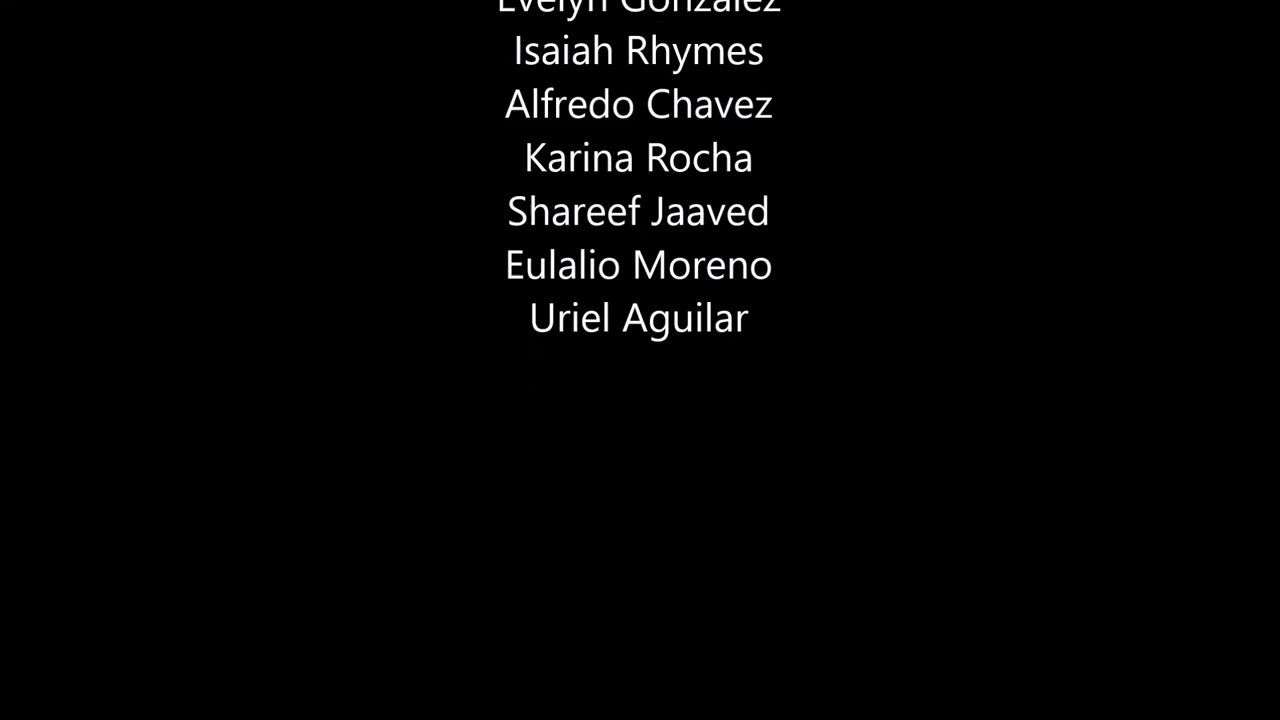 Evelyn Gonzalez
Isaiah Rhymes
Alfredo Chavez
Karina Rocha
Shareef Jaaved
Eulalio Moreno
Uriel Aguilar